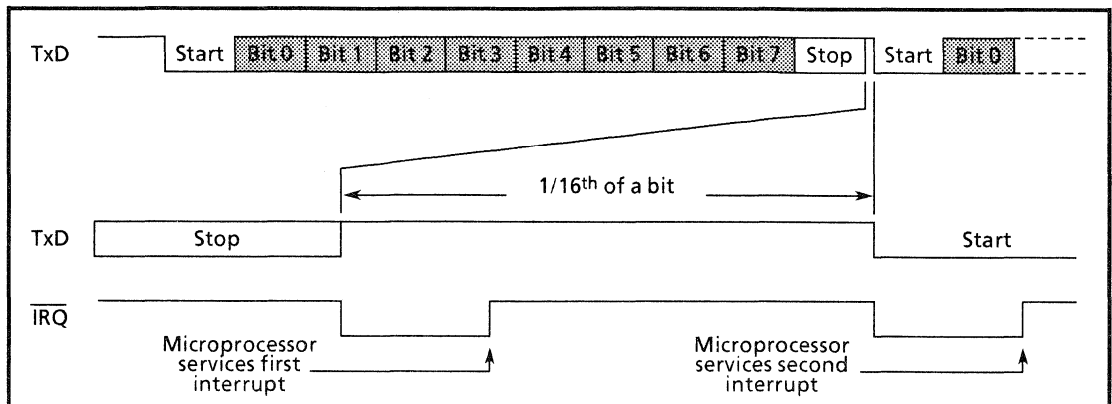 TxD Start Bit 0 Bit 1 Bit 2 Bit 3 Bit 4 Bit 5 Bit 6 Bit 7 Stop Start Bit 0
1/16th of a bit
TxD Stop Start
IRQ
Microprocessor
services first
interrupt
Microprocessor
services second
interrupt